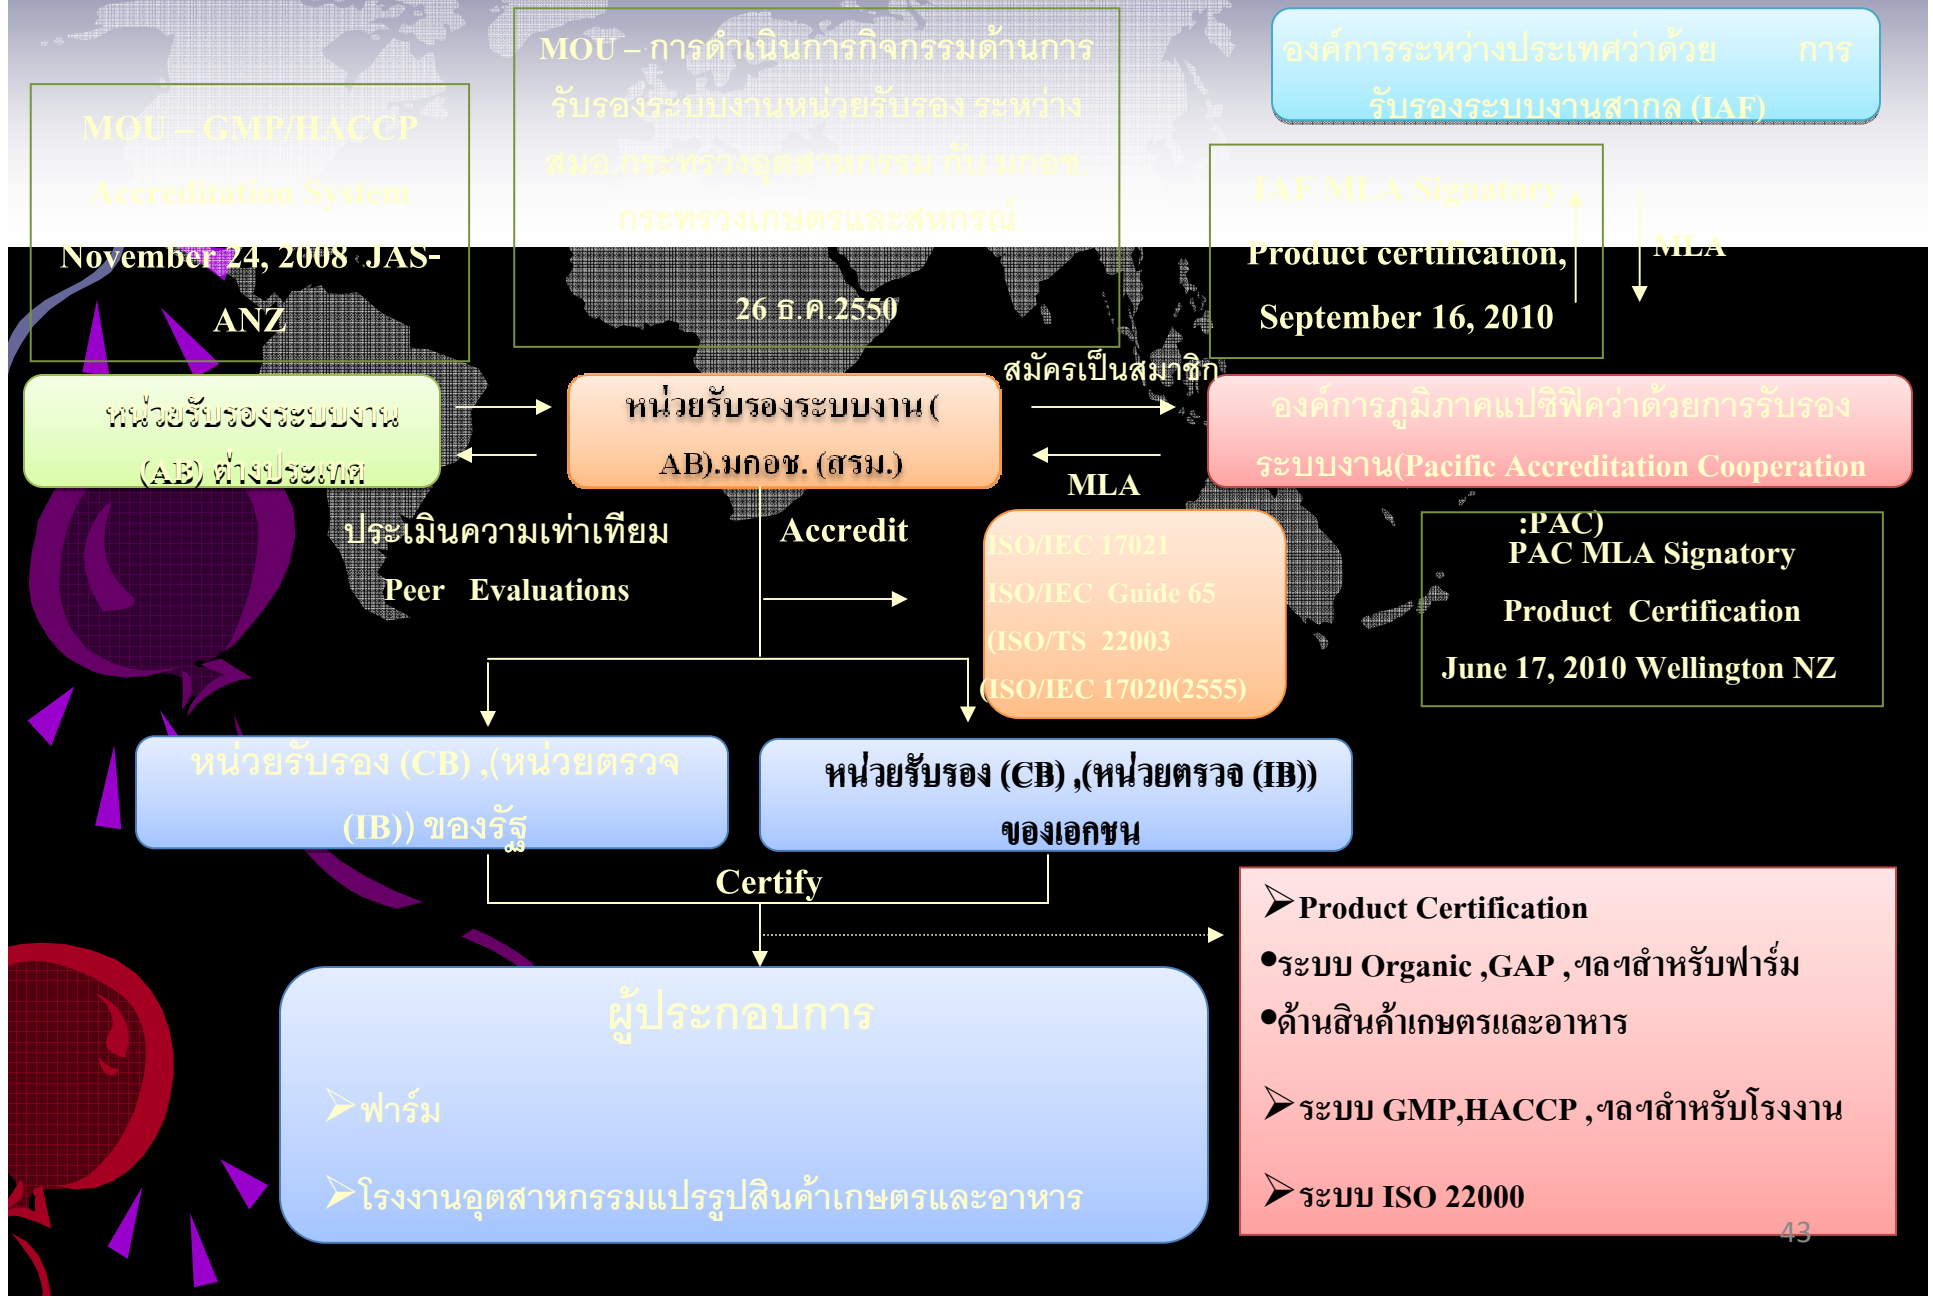 MOU – GMP/HACCP
Accreditation System
November 24, 2008  JAS-
ANZ
MOU – การดำเนินการกิจกรรมด้านการ
รับรองระบบงานหน่วยรับรอง ระหว่าง
สมอ.กระทรวงอุตสาหกรรม กับ มกอช.
กระทรวงเกษตรและสหกรณ์
26 ธ.ค.2550
องค์การระหว่างประเทศว่าด้วย การ
รับรองระบบงานสากล (IAF)
IAF MLA Signatory
Product certification,
September 16, 2010
MLA
หน่วยรับรองระบบงาน
(AB) ต่างประเทศ
หน่วยรับรองระบบงาน (
AB).มกอช. (สรม.)
สมัครเป็นสมาชิก
MLA
องค์การภูมิภาคแปซิฟิคว่าด้วยการรับรอง
ระบบงาน(Pacific Accreditation Cooperation
:PAC)
PAC MLA Signatory
Product  Certification
June 17, 2010 Wellington NZ
ประเมินความเท่าเทียม
Peer  Evaluations
Accredit
ISO/IEC 17021
ISO/IEC  Guide 65
(ISO/TS  22003
(ISO/IEC 17020(2555)
หน่วยรับรอง (CB) ,(หน่วยตรวจ
(IB)) ของรัฐ
หน่วยรับรอง (CB) ,(หน่วยตรวจ (IB))
ของเอกชน
Certify
ผู้ประกอบการ
➢ฟาร์ม
➢โรงงานอุตสาหกรรมแปรรูปสินค้าเกษตรและอาหาร
➢Product Certification
•ระบบ Organic ,GAP ,ฯลฯสำหรับฟาร์ม
•ด้านสินค้าเกษตรและอาหาร
➢ระบบ GMP,HACCP ,ฯลฯสำหรับโรงงาน
➢ระบบ ISO 22000
43